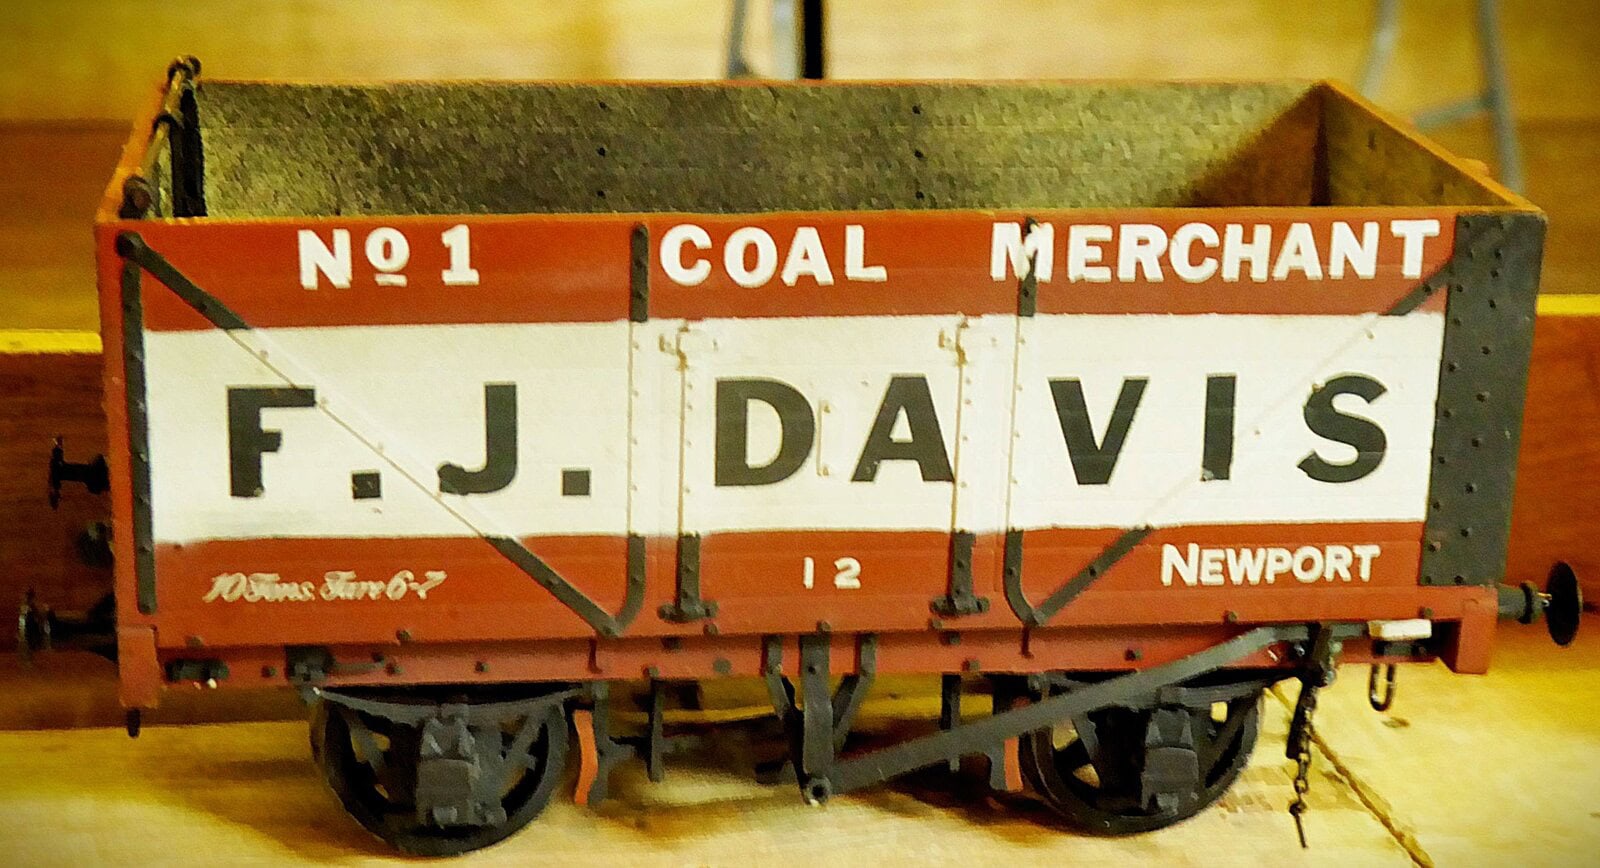 No 1 COAL MERCHANT
F. J. DAVIS
10 Tons. Tare 6-7
12
NEWPORT